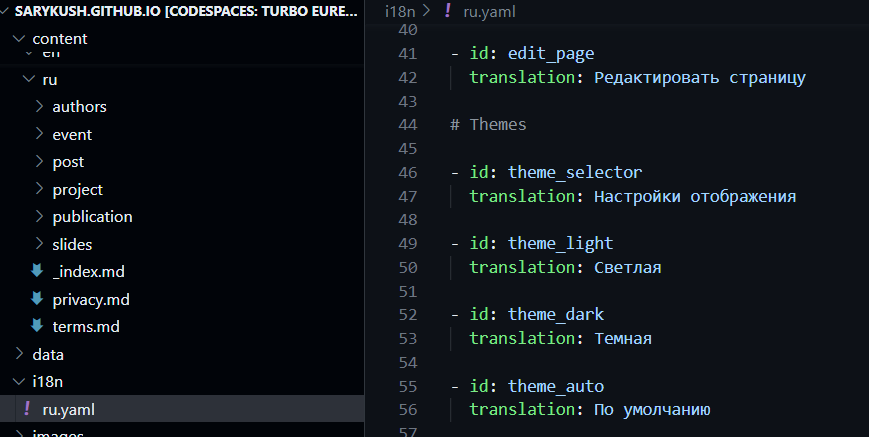 SARYKUSH.GITHUB.IO [CODESPACES: TURBO EURE...
content
en
ru
authors
event
post
project
publication
slides
_index.md
privacy.md
terms.md
data
i18n
! ru.yaml
images
i18n > ! ru.yaml
40
41 - id: edit_page
42 translation: Редактировать страницу
43
44 # Themes
45
46 - id: theme_selector
47 translation: Настройки отображения
48
49 - id: theme_light
50 translation: Светлая
51
52 - id: theme_dark
53 translation: Темная
54
55 - id: theme_auto
56 translation: По умолчанию
57